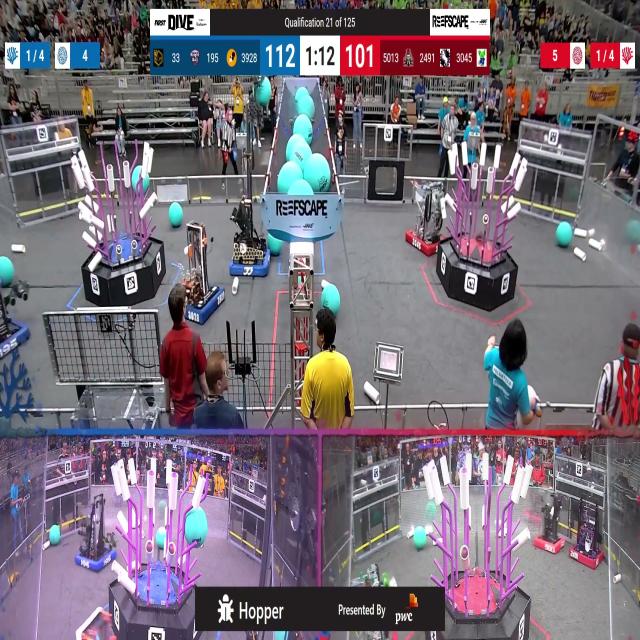 FIRST DIVE
Qualification 21 of 125
REEFSCAPE
1/4
4
33
195
3928
112
1:12
101
5013
2491
3045
5
1/4
REEFSCAPE
Hopper
Presented By pwc